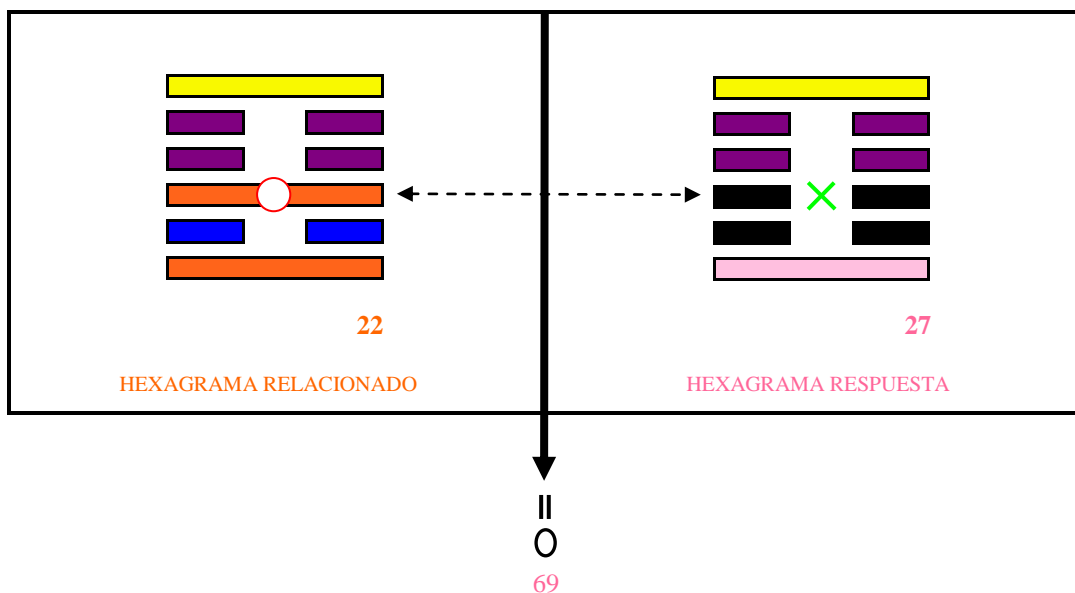 22
HEXAGRAMA RELACIONADO
27
HEXAGRAMA RESPUESTA
=
O
69